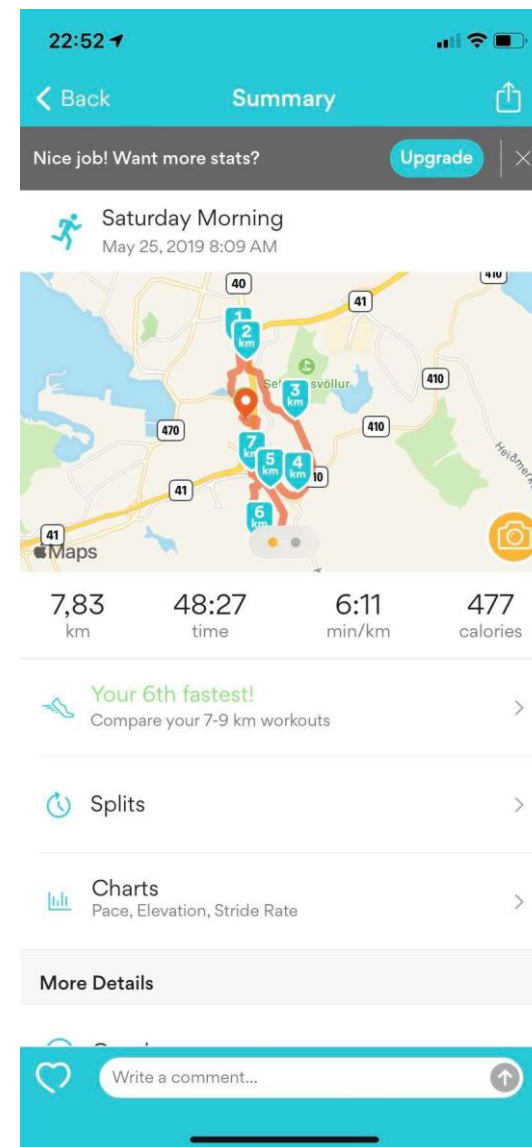 22:52
Back
Summary
Nice job! Want more stats?
Upgrade
Saturday Morning
May 25, 2019 8:09 AM
40
41
410
1
2
km
3
km
svöllur
410
470
410
7
5
km
4
km
10
41
6
km
41
Maps
7,83
48:27
6:11
477
km
time
min/km
calories
Your 6th fastest!
Compare your 7-9 km workouts
Splits
Charts
Pace, Elevation, Stride Rate
More Details
Write a comment...